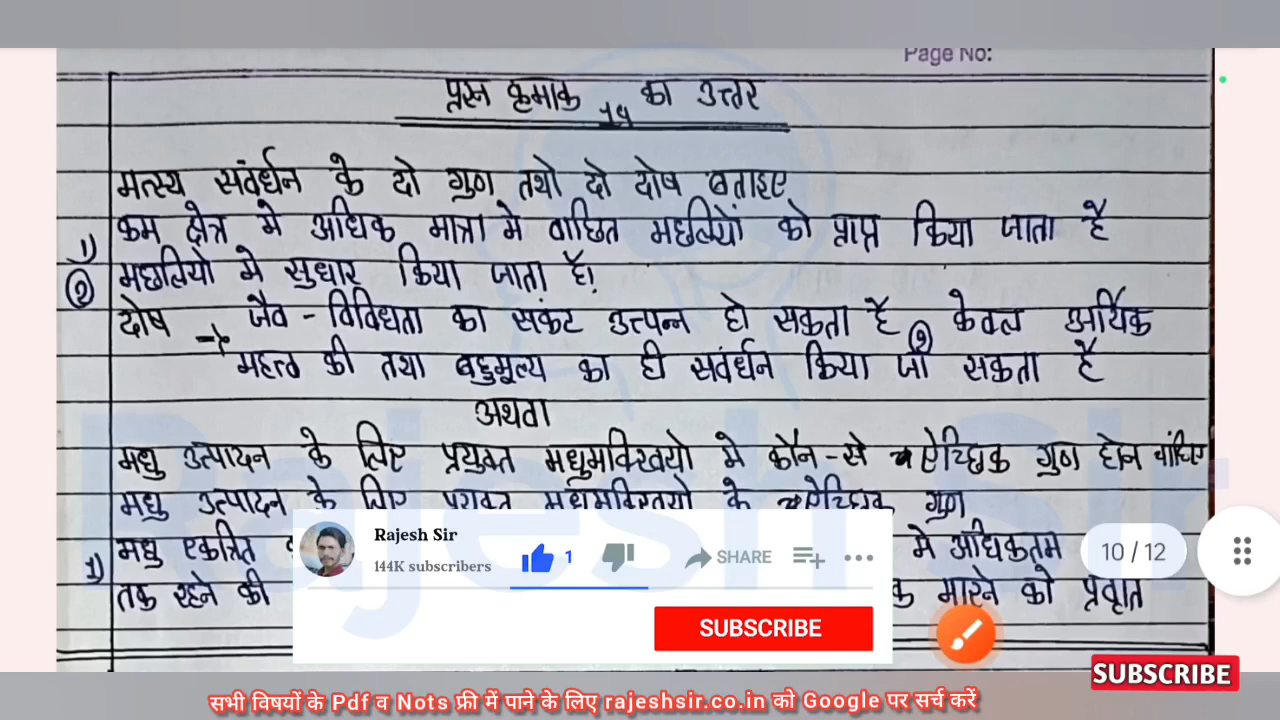 Page No:
प्रश्न क्रमांक 15 का उत्तर
मत्स्य संवर्धन के दो गुण तथो दो दोष बताइए
1) कम क्षेत्र मे अधिक मात्रा मे वांछित मछलियों को प्राप्त किया जाता है
② मछलियो मे सुधार किया जाता है।
दोष → जैव - विविधता का संकट उत्पन्न हो सकता है ② केवल आर्थिक
महत्व की तथा बहुमूल्य का ही संवर्धन किया जा सकता है
अथवा
मधु उत्पादन के लिए प्रयुक्त मधुमक्खियो मे कौन-से ऐच्छिक गुण होन चाहिए
मधु उत्पादन के लिए प्रयुक्त मधुमक्खियो के ऐच्छिक गुण
1) मधु एकत्रित मे अधिकतम
तक रहने की मारने को प्रवृति
Rajesh Sir
144K subscribers
1
SHARE
SUBSCRIBE
10 / 12
SUBSCRIBE
सभी विषयों के Pdf व Nots फ्री में पाने के लिए rajeshsir.co.in को Google पर सर्च करें
Rajesh Sir